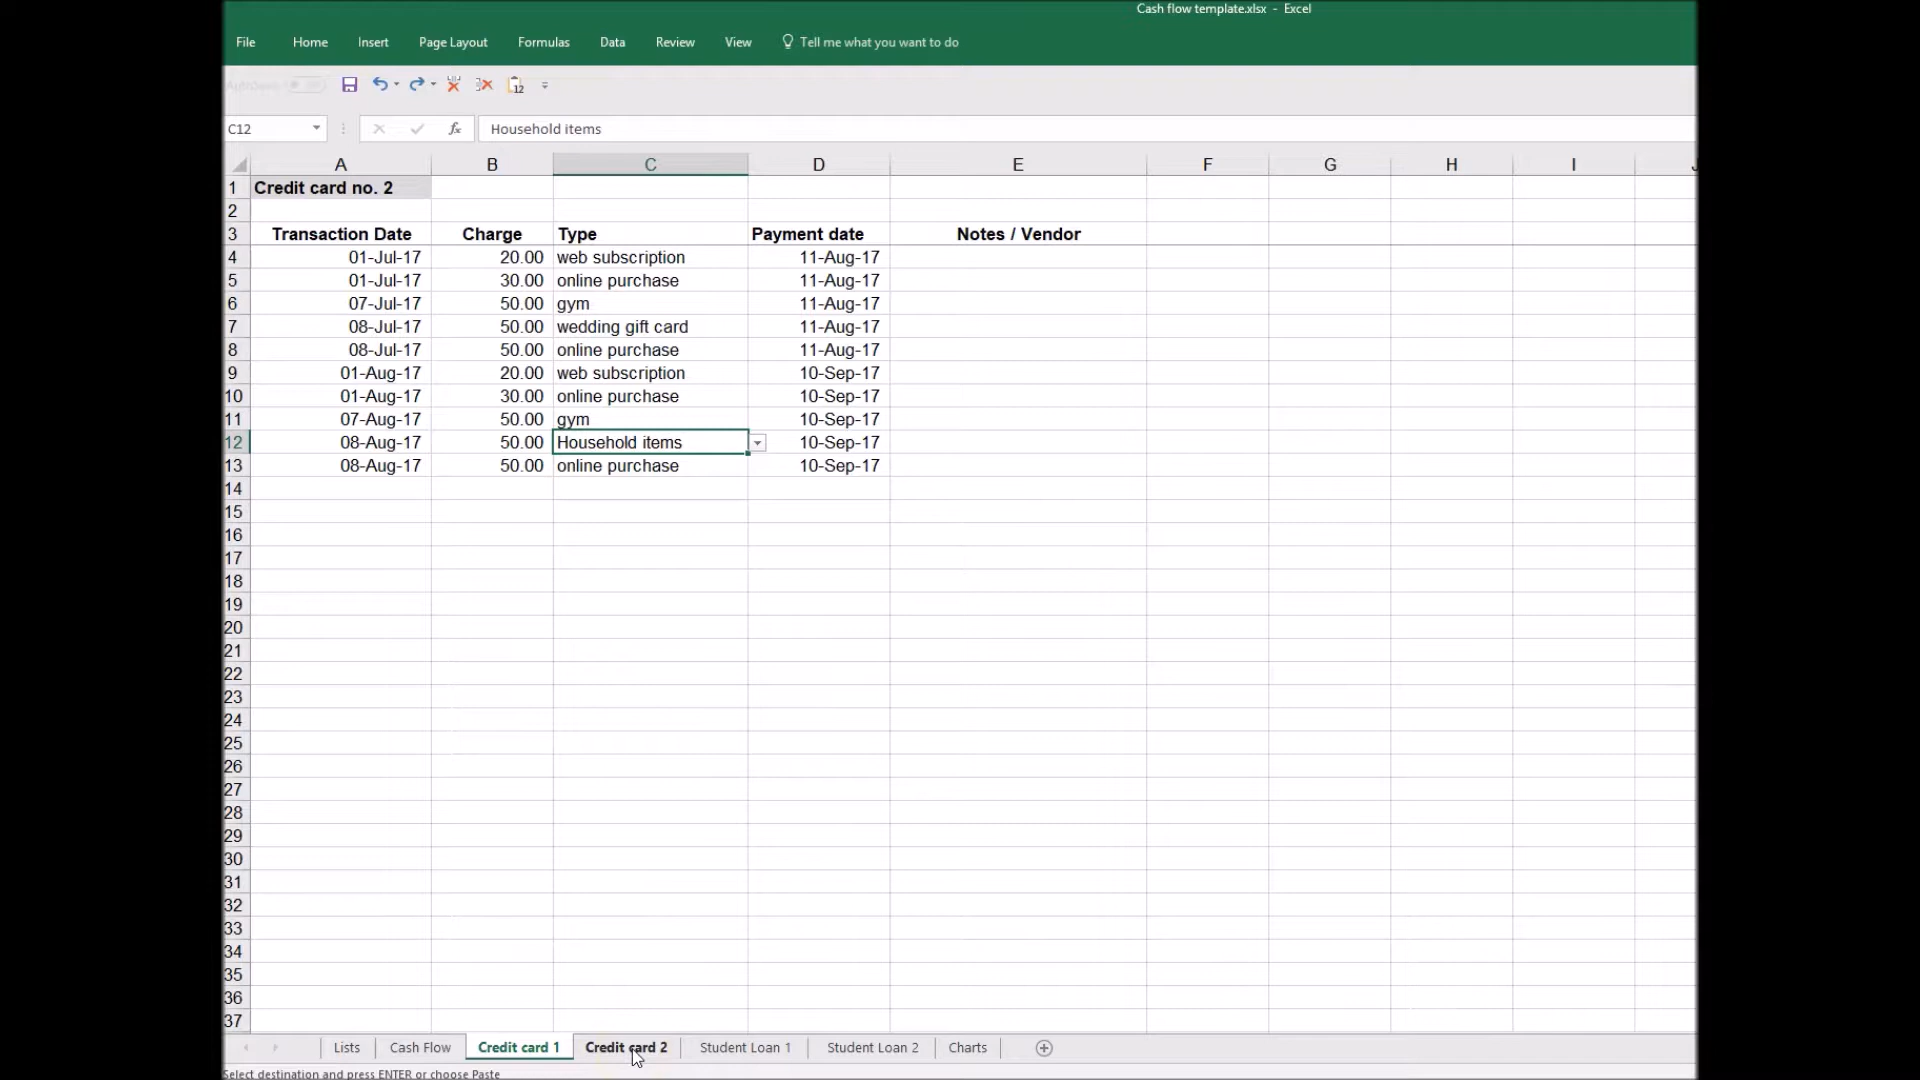 Cash flow template.xlsx - Excel
File Home Insert Page Layout Formulas Data Review View Tell me what you want to do
AutoSave
C12 fx Household items
A B C D E F G H I J
1 Credit card no. 2
2
3 Transaction Date Charge Type Payment date Notes / Vendor
4 01-Jul-17 20.00 web subscription 11-Aug-17
5 01-Jul-17 30.00 online purchase 11-Aug-17
6 07-Jul-17 50.00 gym 11-Aug-17
7 08-Jul-17 50.00 wedding gift card 11-Aug-17
8 08-Jul-17 50.00 online purchase 11-Aug-17
9 01-Aug-17 20.00 web subscription 10-Sep-17
10 01-Aug-17 30.00 online purchase 10-Sep-17
11 07-Aug-17 50.00 gym 10-Sep-17
12 08-Aug-17 50.00 Household items 10-Sep-17
13 08-Aug-17 50.00 online purchase 10-Sep-17
14
15
16
17
18
19
20
21
22
23
24
25
26
27
28
29
30
31
32
33
34
35
36
37
Lists Cash Flow Credit card 1 Credit card 2 Student Loan 1 Student Loan 2 Charts
Select destination and press ENTER or choose Paste